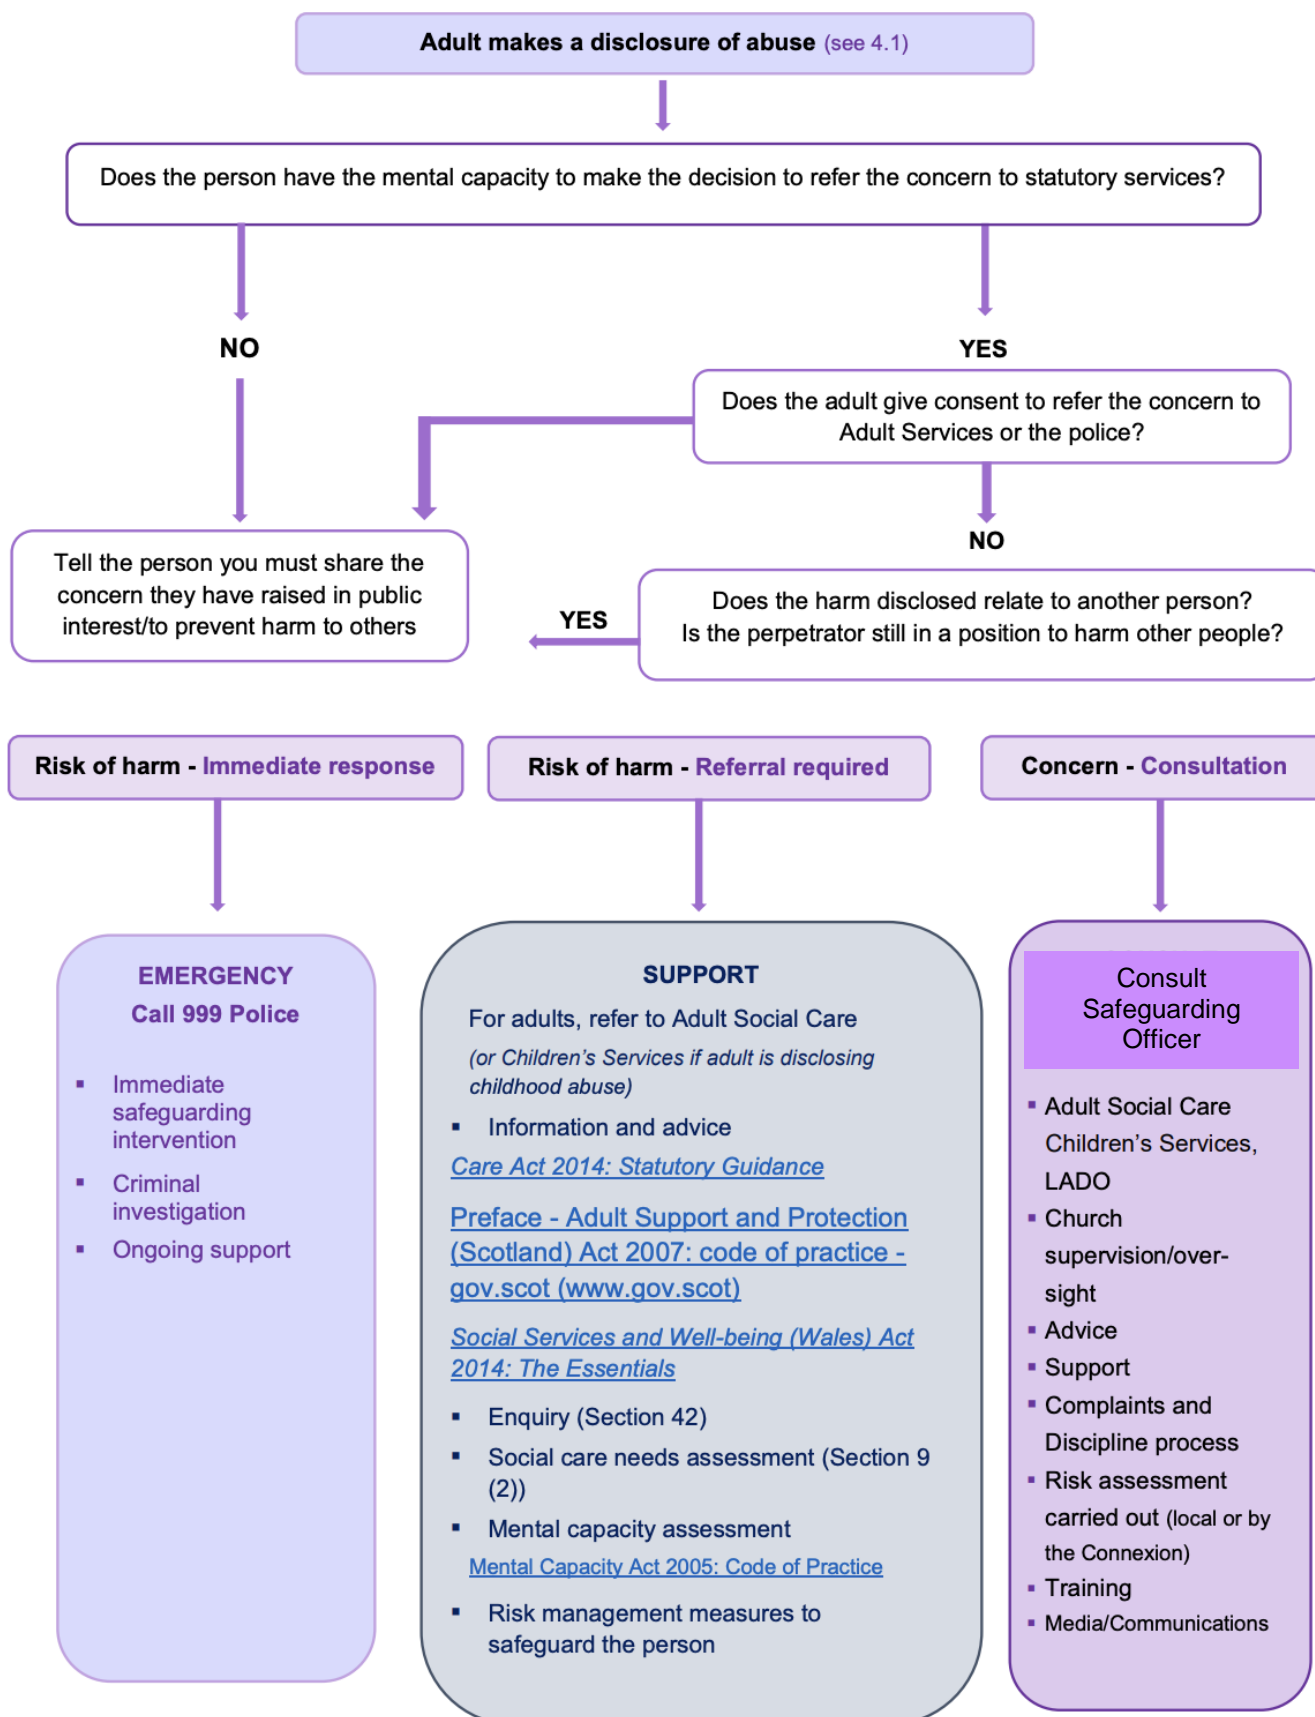 Adult makes a disclosure of abuse (see 4.1)
Does the person have the mental capacity to make the decision to refer the concern to statutory services?
NO
YES
Does the adult give consent to refer the concern to
Adult Services or the police?
NO
Tell the person you must share the
concern they have raised in public
interest/to prevent harm to others
YES
Does the harm disclosed relate to another person?
Is the perpetrator still in a position to harm other people?
Risk of harm - Immediate response
Risk of harm - Referral required
Concern - Consultation
EMERGENCY
Call 999 Police
▪ Immediate
safeguarding
intervention
▪ Criminal
investigation
▪ Ongoing support
SUPPORT
For adults, refer to Adult Social Care
(or Children's Services if adult is disclosing
childhood abuse)
▪ Information and advice
Care Act 2014: Statutory Guidance
Preface - Adult Support and Protection
(Scotland) Act 2007: code of practice -
gov.scot (www.gov.scot)
Social Services and Well-being (Wales) Act
2014: The Essentials
▪ Enquiry (Section 42)
▪ Social care needs assessment (Section 9
(2))
▪ Mental capacity assessment
Mental Capacity Act 2005: Code of Practice
▪ Risk management measures to
safeguard the person
Consult
Safeguarding
Officer
▪ Adult Social Care
Children's Services,
LADO
▪ Church
supervision/over-
sight
▪ Advice
▪ Support
▪ Complaints and
Discipline process
▪ Risk assessment
carried out (local or by
the Connexion)
▪ Training
▪ Media/Communications